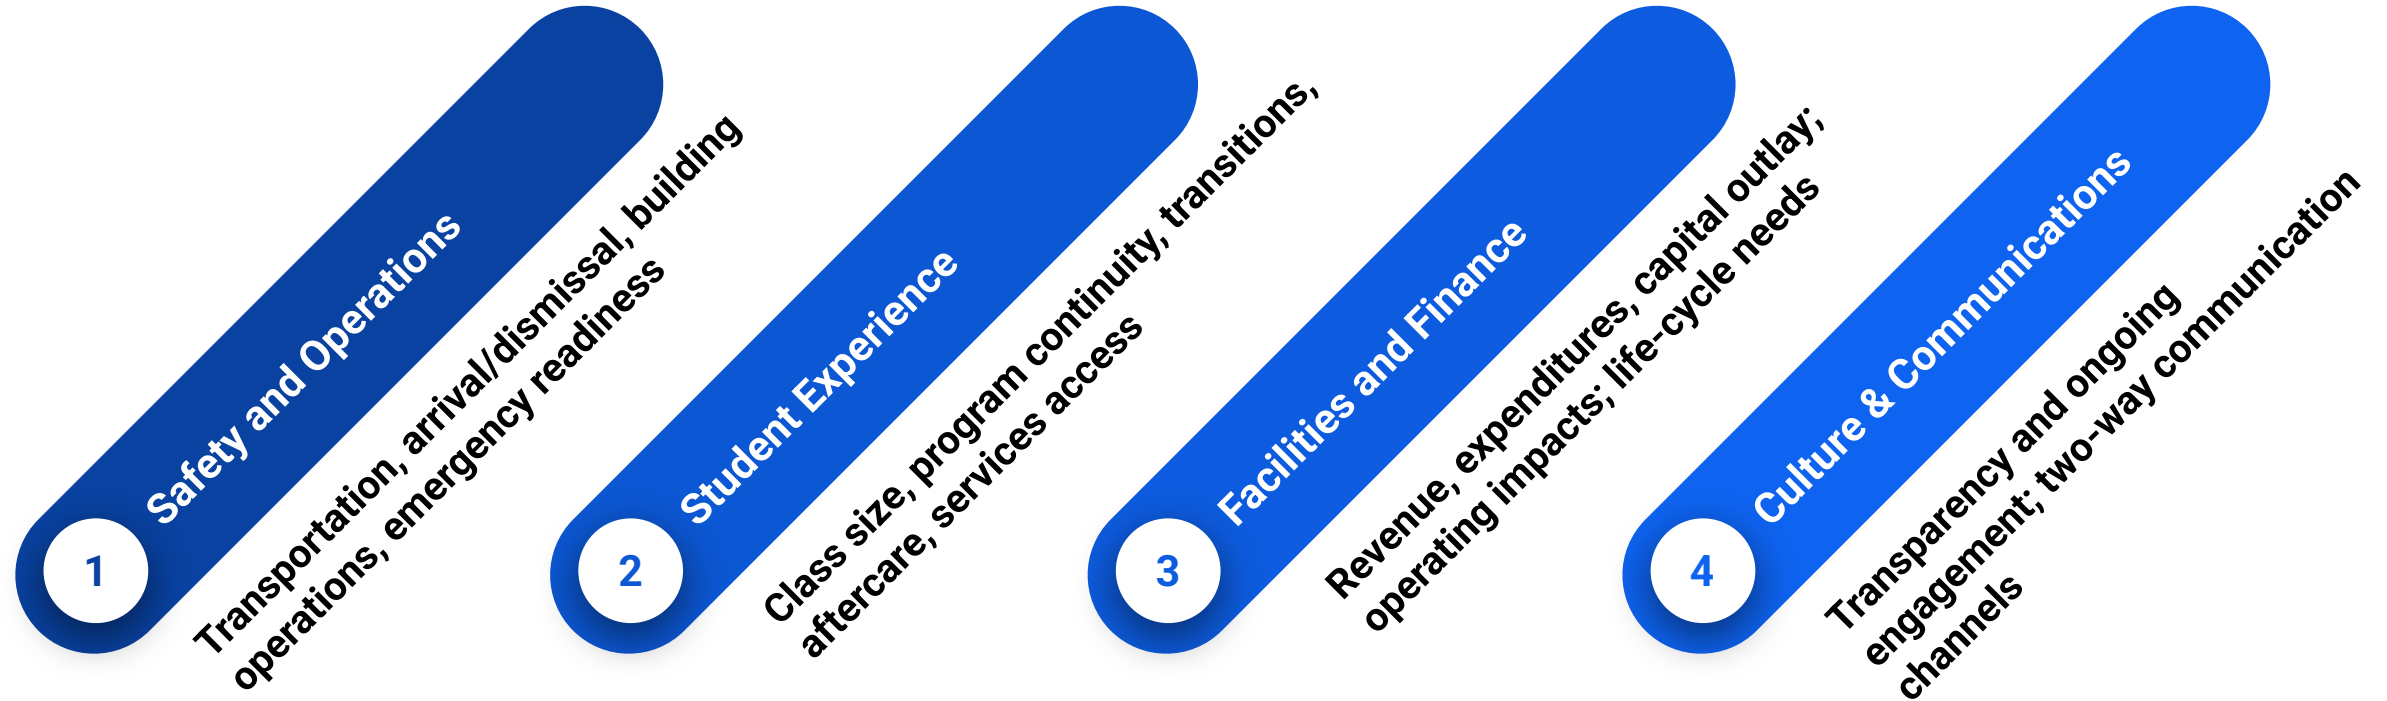 1
Safety and Operations
Transportation, arrival/dismissal, building
operations, emergency readiness
2
Student Experience
Class size, program continuity, transitions,
aftercare, services access
3
Facilities and Finance
Revenue, expenditures, capital outlay;
operating impacts; life-cycle needs
4
Culture & Communications
Transparency and ongoing
engagement; two-way communication
channels